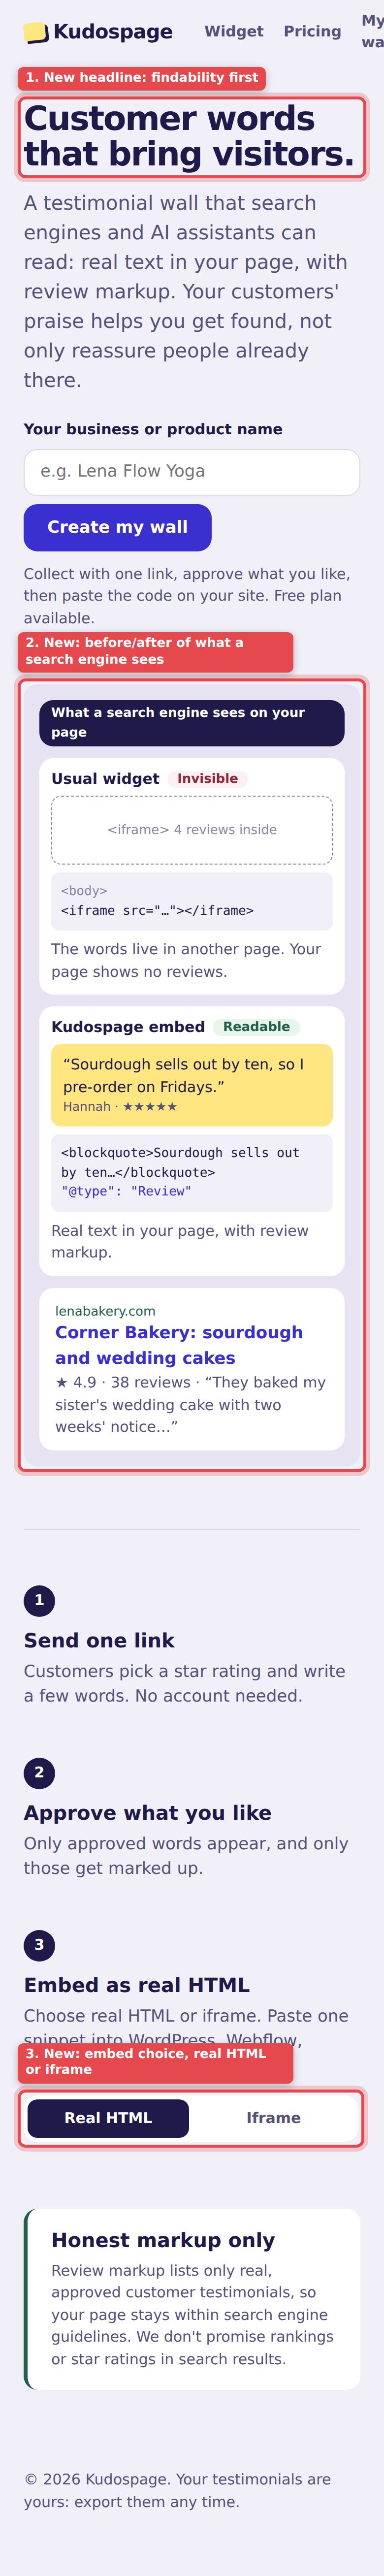 Kudospage
Widget
Pricing
My
wa
1. New headline: findability first
Customer words
that bring visitors.
A testimonial wall that search
engines and AI assistants can
read: real text in your page, with
review markup. Your customers'
praise helps you get found, not
only reassure people already
there.
Your business or product name
e.g. Lena Flow Yoga
Create my wall
Collect with one link, approve what you like,
then paste the code on your site. Free plan
available.
2. New: before/after of what a
search engine sees
What a search engine sees on your
page
Usual widget
Invisible
<iframe> 4 reviews inside
<body>
<iframe src="…"></iframe>
The words live in another page. Your
page shows no reviews.
Kudospage embed
Readable
“Sourdough sells out by ten, so I
pre-order on Fridays.”
Hannah · ★★★★★
<blockquote>Sourdough sells out
by ten…</blockquote>
"@type": "Review"
Real text in your page, with review
markup.
lenabakery.com
Corner Bakery: sourdough
and wedding cakes
★ 4.9 · 38 reviews · “They baked my
sister's wedding cake with two
weeks' notice…”
1
Send one link
Customers pick a star rating and write
a few words. No account needed.
2
Approve what you like
Only approved words appear, and only
those get marked up.
3
Embed as real HTML
Choose real HTML or iframe. Paste one
snippet into WordPress, Webflow,
3. New: embed choice, real HTML
or iframe
Real HTML
Iframe
Honest markup only
Review markup lists only real,
approved customer testimonials, so
your page stays within search engine
guidelines. We don't promise rankings
or star ratings in search results.
© 2026 Kudospage. Your testimonials are
yours: export them any time.